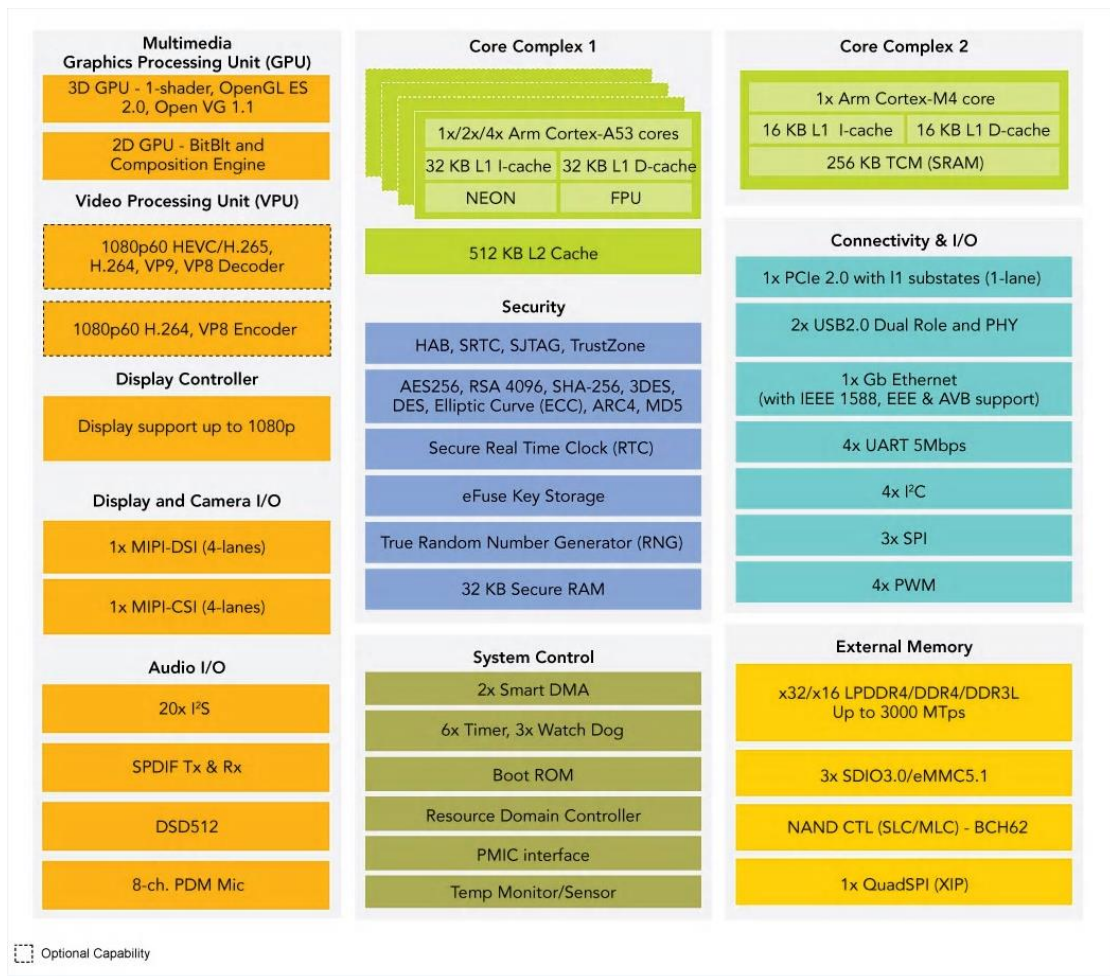 Multimedia
Graphics Processing Unit (GPU)
3D GPU - 1-shader, OpenGL ES
2.0, Open VG 1.1
2D GPU - BitBlt and
Composition Engine
Video Processing Unit (VPU)
1080p60 HEVC/H.265,
H.264, VP9, VP8 Decoder
1080p60 H.264, VP8 Encoder
Display Controller
Display support up to 1080p
Display and Camera I/O
1x MIPI-DSI (4-lanes)
1x MIPI-CSI (4-lanes)
Audio I/O
20x I²S
SPDIF Tx & Rx
DSD512
8-ch. PDM Mic
Core Complex 1
1x/2x/4x Arm Cortex-A53 cores
32 KB L1 I-cache
32 KB L1 D-cache
NEON
FPU
512 KB L2 Cache
Security
HAB, SRTC, SJTAG, TrustZone
AES256, RSA 4096, SHA-256, 3DES,
DES, Elliptic Curve (ECC), ARC4, MD5
Secure Real Time Clock (RTC)
eFuse Key Storage
True Random Number Generator (RNG)
32 KB Secure RAM
System Control
2x Smart DMA
6x Timer, 3x Watch Dog
Boot ROM
Resource Domain Controller
PMIC interface
Temp Monitor/Sensor
Core Complex 2
1x Arm Cortex-M4 core
16 KB L1 I-cache
16 KB L1 D-cache
256 KB TCM (SRAM)
Connectivity & I/O
1x PCIe 2.0 with l1 substates (1-lane)
2x USB2.0 Dual Role and PHY
1x Gb Ethernet
(with IEEE 1588, EEE & AVB support)
4x UART 5Mbps
4x I²C
3x SPI
4x PWM
External Memory
x32/x16 LPDDR4/DDR4/DDR3L
Up to 3000 MTps
3x SDIO3.0/eMMC5.1
NAND CTL (SLC/MLC) - BCH62
1x QuadSPI (XIP)
Optional Capability